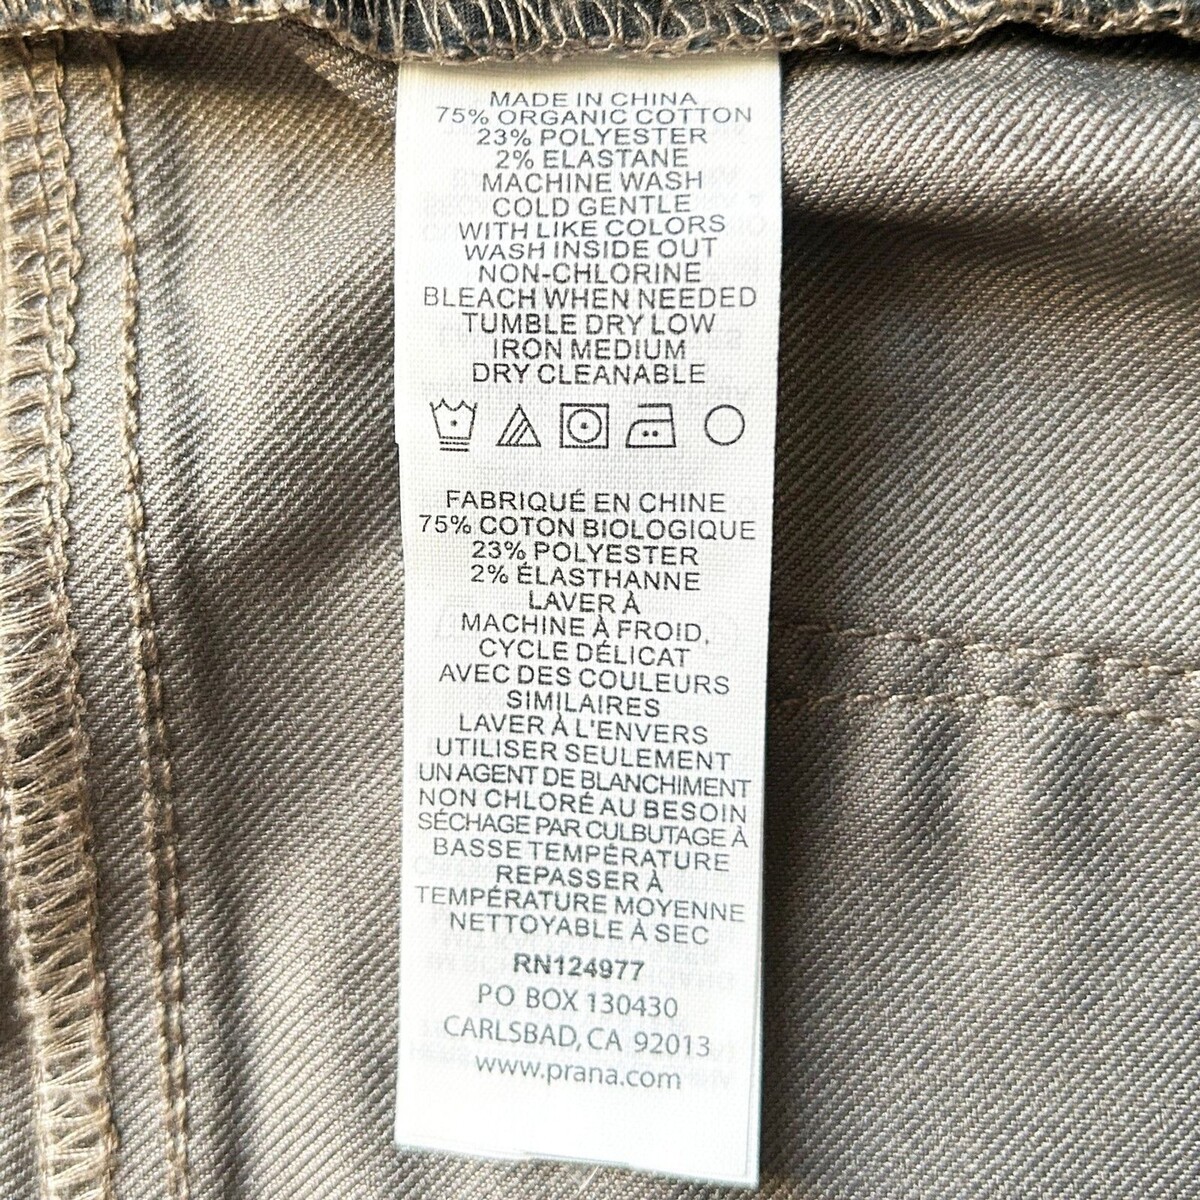 MADE IN CHINA
75% ORGANIC COTTON
23% POLYESTER
2% ELASTANE
MACHINE WASH
COLD GENTLE
WITH LIKE COLORS
WASH INSIDE OUT
NON-CHLORINE
BLEACH WHEN NEEDED
TUMBLE DRY LOW
IRON MEDIUM
DRY CLEANABLE
FABRIQUÉ EN CHINE
75% COTON BIOLOGIQUE
23% POLYESTER
2% ÉLASTHANNE
LAVER À
MACHINE À FROID,
CYCLE DÉLICAT
AVEC DES COULEURS
SIMILAIRES
LAVER À L'ENVERS
UTILISER SEULEMENT
UN AGENT DE BLANCHIMENT
NON CHLORÉ AU BESOIN
SÉCHAGE PAR CULBUTAGE À
BASSE TEMPÉRATURE
REPASSER À
TEMPÉRATURE MOYENNE
NETTOYABLE À SEC
RN124977
PO BOX 130430
CARLSBAD, CA 92013
www.prana.com